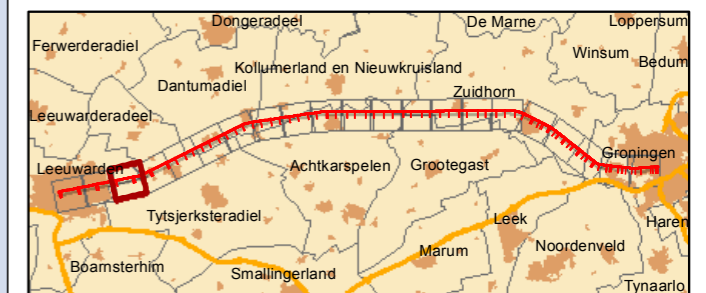 Dongeradeel
De Marne
Loppersum
Ferwerderadiel
Winsum
Bedum
Kollumerland en Nieuwkruisland
Dantumadiel
Zuidhorn
Leeuwarderadeel
Groningen
Leeuwarden
Achtkarspelen
Grootegast
Tytsjerksteradiel
Leek
Haren
Noordenveld
Marum
Boarnsterhim
Smallingerland
Tynaarlo